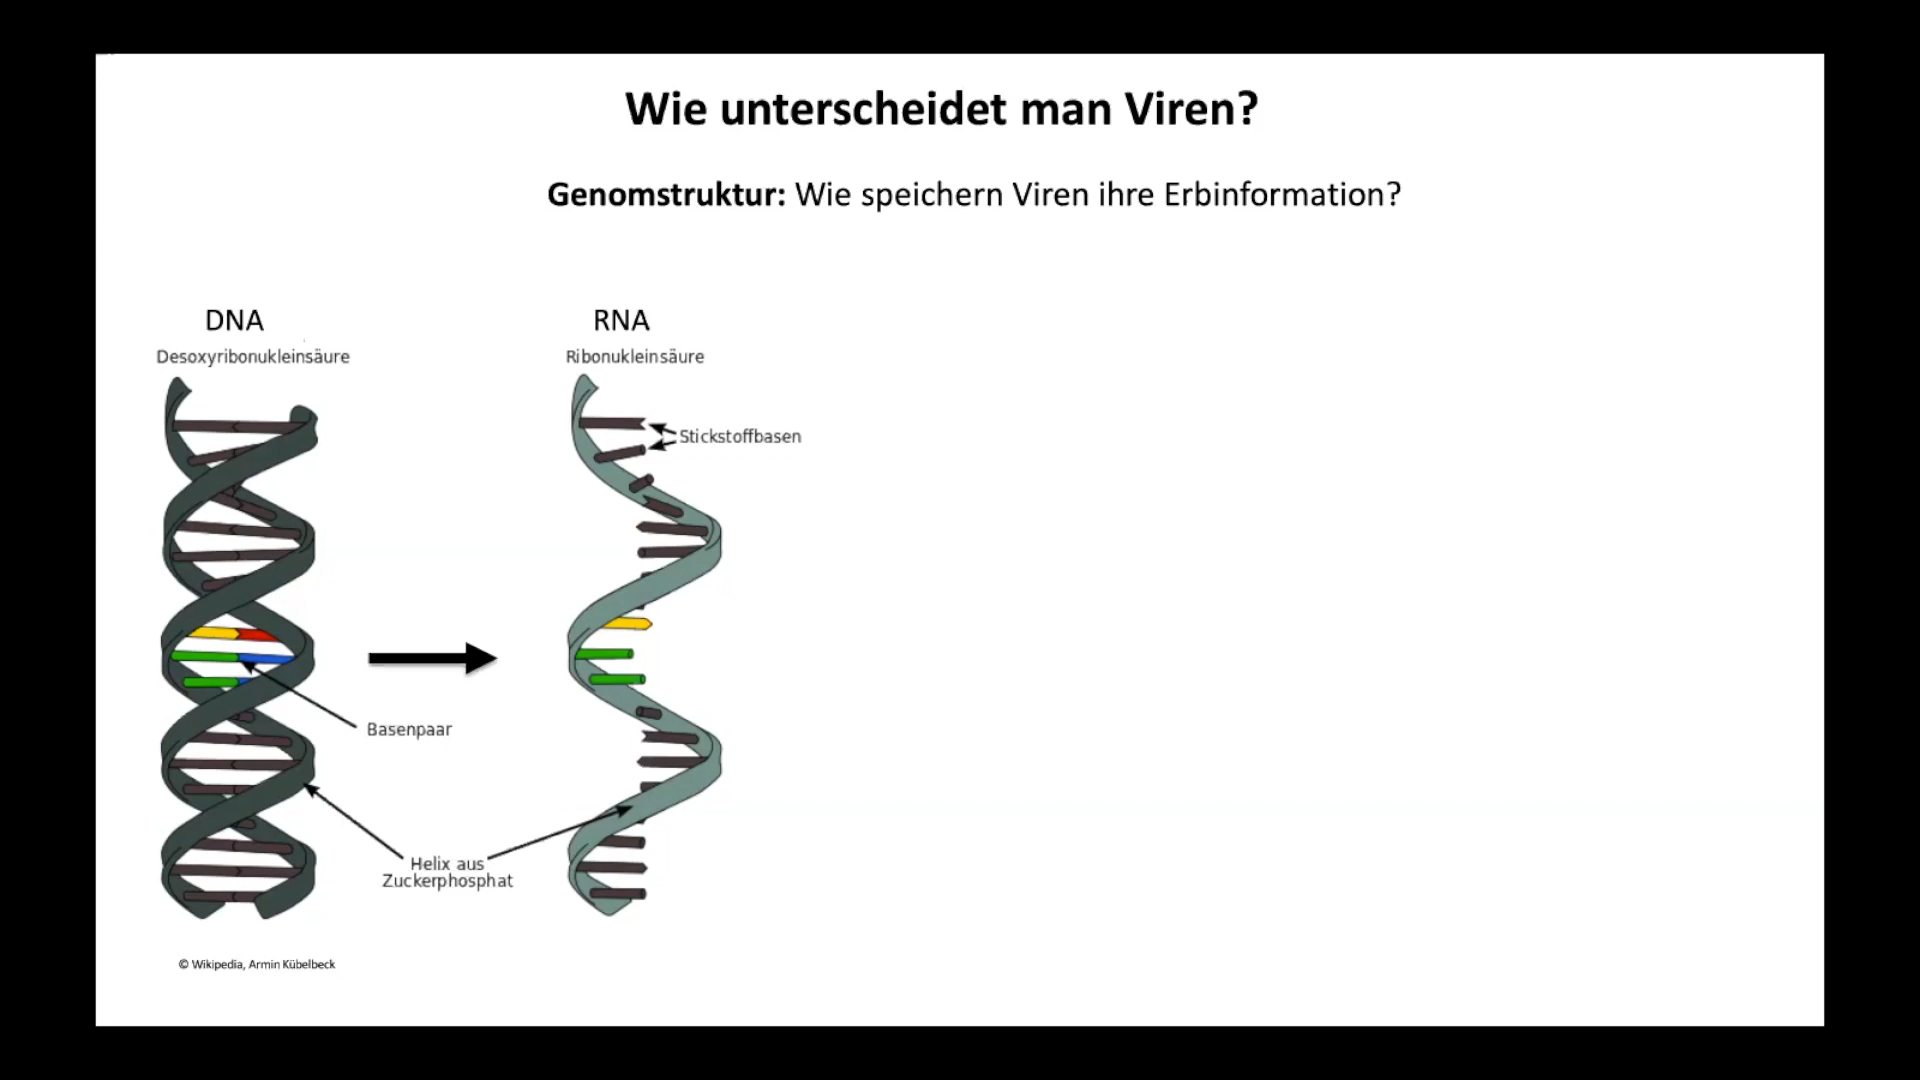 Wie unterscheidet man Viren?
Genomstruktur: Wie speichern Viren ihre Erbinformation?
DNA
Desoxyribonukleinsäure
RNA
Ribonukleinsäure
Stickstoffbasen
Basenpaar
Helix aus
Zuckerphosphat
© Wikipedia, Armin Kübelbeck